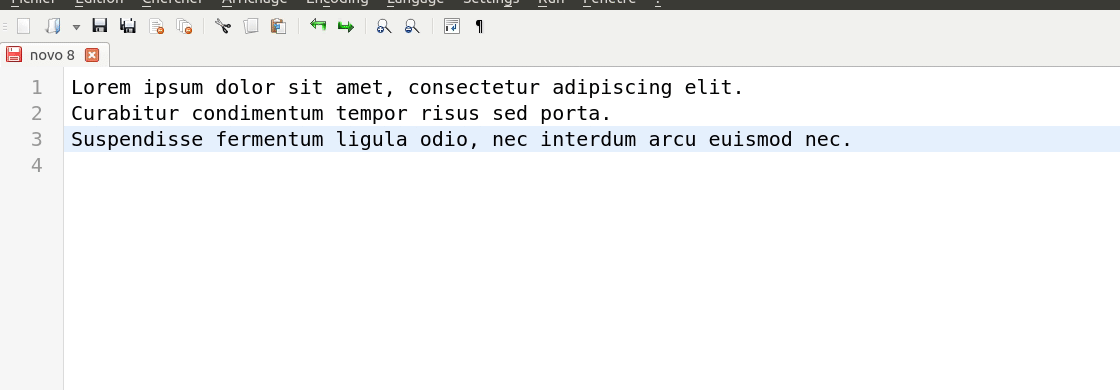 Fichier Edition Chercher Affichage Encoding Langage Settings Run Fenêtre ?
novo 8
1 Lorem ipsum dolor sit amet, consectetur adipiscing elit.
2 Curabitur condimentum tempor risus sed porta.
3 Suspendisse fermentum ligula odio, nec interdum arcu euismod nec.
4